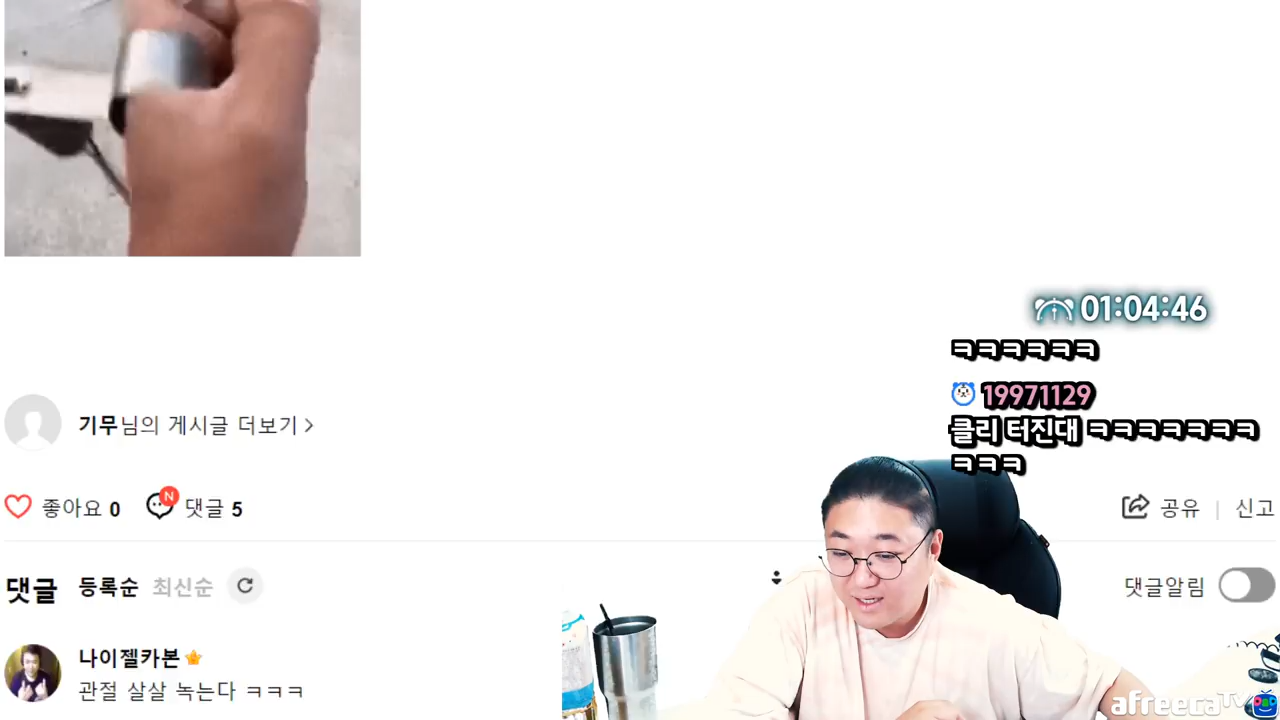 01:04:46
ㅋㅋㅋㅋㅋㅋ
19971129
클리 터진대 ㅋㅋㅋㅋㅋㅋㅋ
ㅋㅋㅋ
기무님의 게시글 더보기 >
좋아요 0 N 댓글 5
공유 | 신고
댓글 등록순 최신순
댓글알림
나이젤카본
관절 살살 녹는다 ㅋㅋㅋ
afreecaTV